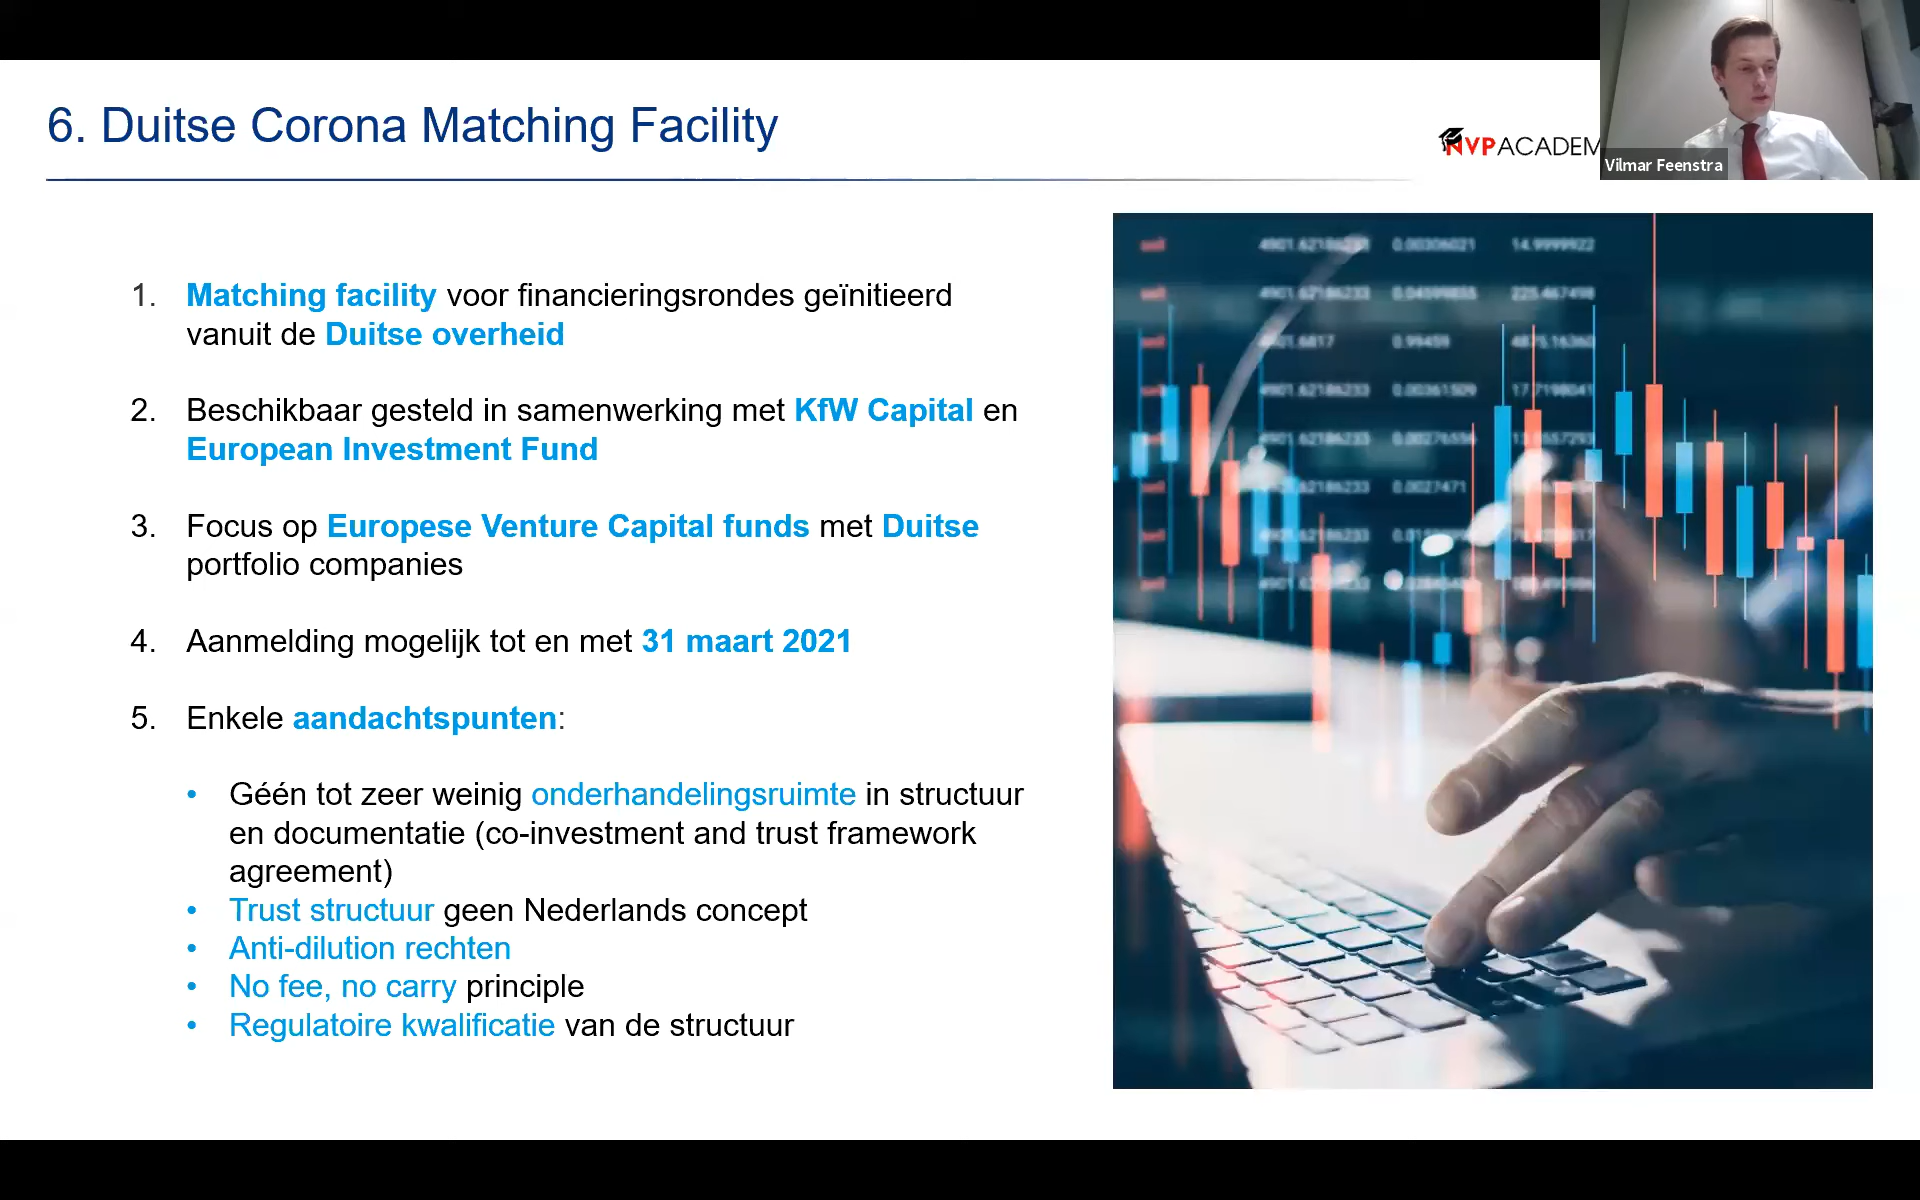 6. Duitse Corona Matching Facility
NVPACADEM
Vilmar Feenstra
1. Matching facility voor financieringsrondes geïnitieerd
vanuit de Duitse overheid
2. Beschikbaar gesteld in samenwerking met KfW Capital en
European Investment Fund
3. Focus op Europese Venture Capital funds met Duitse
portfolio companies
4. Aanmelding mogelijk tot en met 31 maart 2021
5. Enkele aandachtspunten:
• Géén tot zeer weinig onderhandelingsruimte in structuur
en documentatie (co-investment and trust framework
agreement)
• Trust structuur geen Nederlands concept
• Anti-dilution rechten
• No fee, no carry principle
• Regulatoire kwalificatie van de structuur